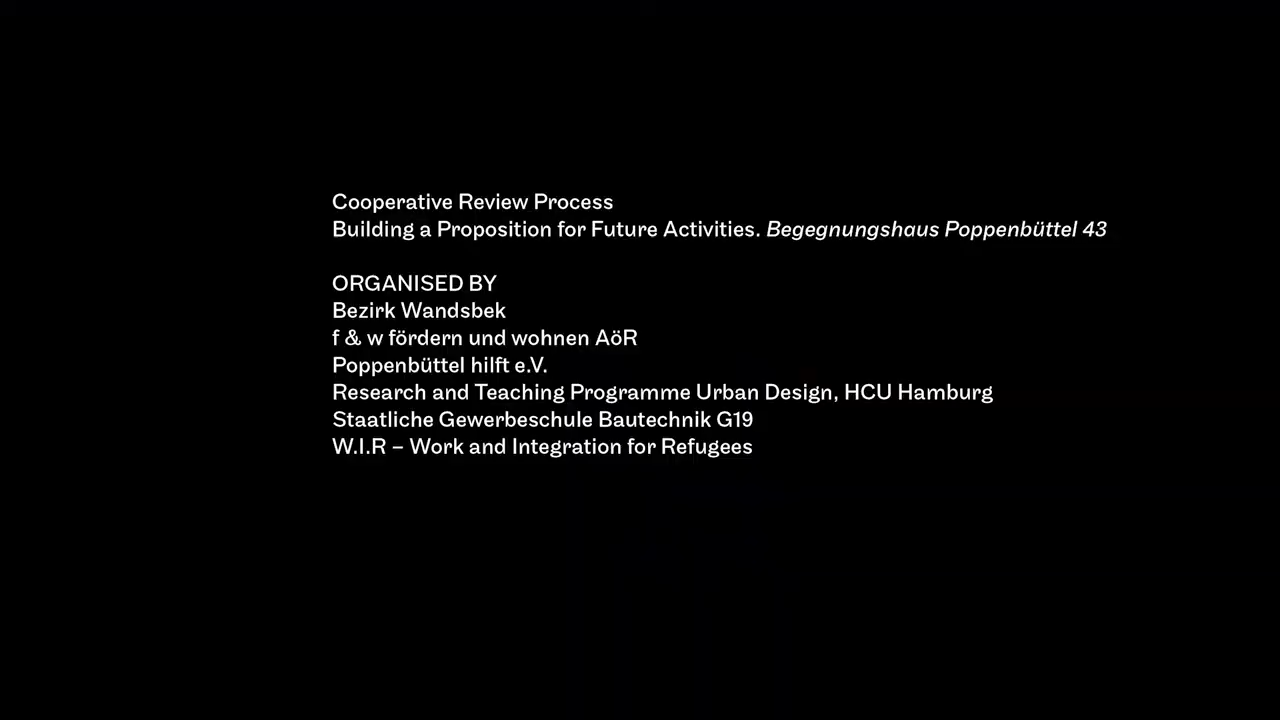 Cooperative Review Process
Building a Proposition for Future Activities. Begegnungshaus Poppenbüttel 43
ORGANISED BY
Bezirk Wandsbek
f & w fördern und wohnen AöR
Poppenbüttel hilft e.V.
Research and Teaching Programme Urban Design, HCU Hamburg
Staatliche Gewerbeschule Bautechnik G19
W.I.R – Work and Integration for Refugees